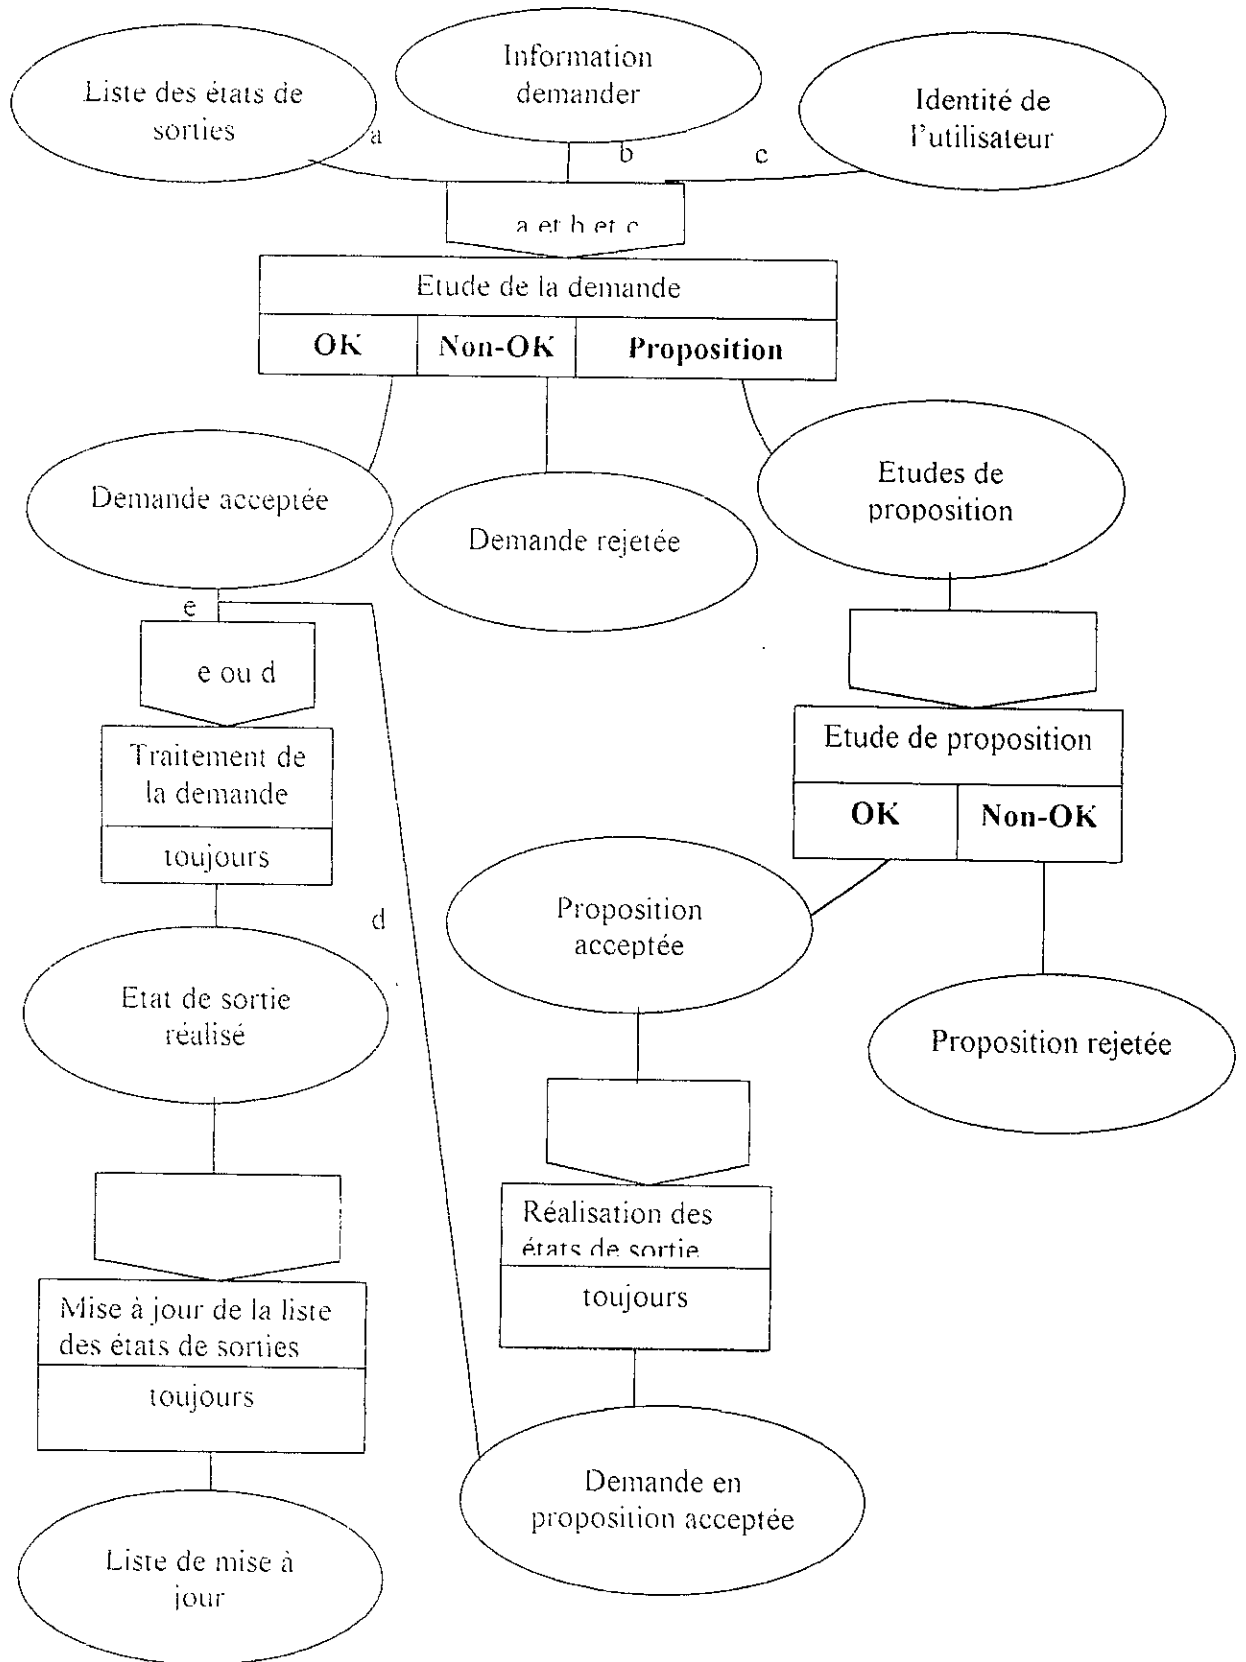 Liste des états de
sorties
Information
demander
Identité de
l'utilisateur
a
b
c
a et b et c
Etude de la demande
OK
Non-OK
Proposition
Demande acceptée
Demande rejetée
Etudes de
proposition
e
e ou d
Traitement de
la demande
toujours
Etude de proposition
OK
Non-OK
d
Proposition
acceptée
Etat de sortie
réalisé
Proposition rejetée
Réalisation des
états de sortie
toujours
Mise à jour de la liste
des états de sorties
toujours
Demande en
proposition acceptée
Liste de mise à
jour